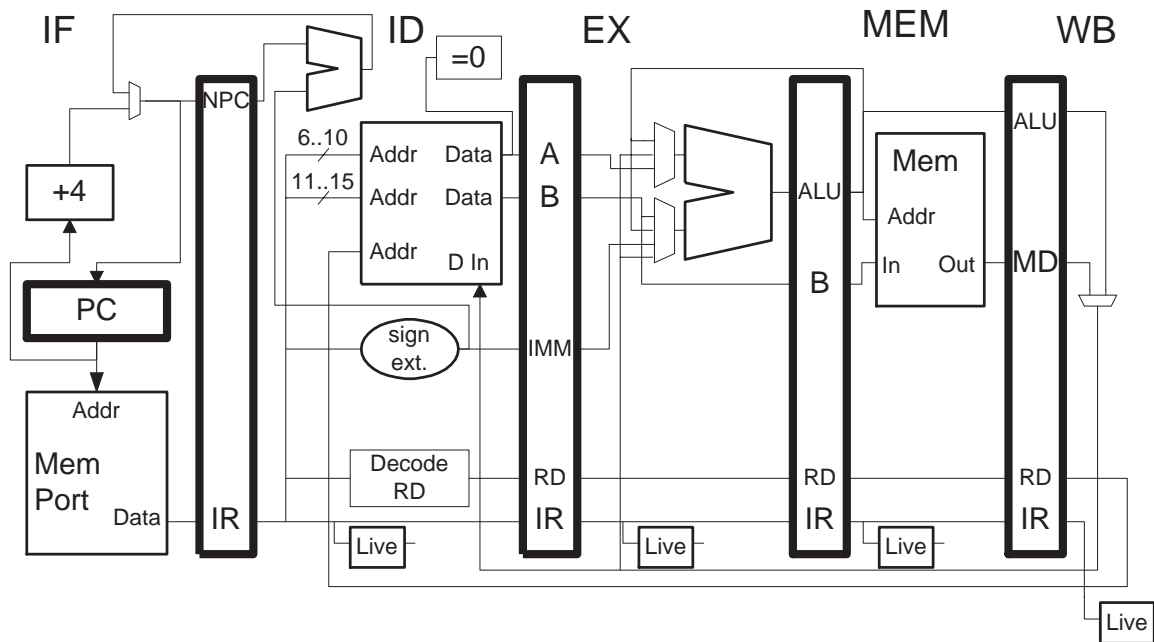 IF
ID
EX
MEM
WB
=0
NPC
+4
PC
Addr
Mem
Port
Data
IR
6..10
11..15
Addr
Data
Addr
Data
Addr
D In
sign
ext.
Decode
RD
Live
A
B
IMM
RD
IR
Live
ALU
B
RD
IR
Mem
Addr
In
Out
Live
ALU
MD
RD
IR
Live